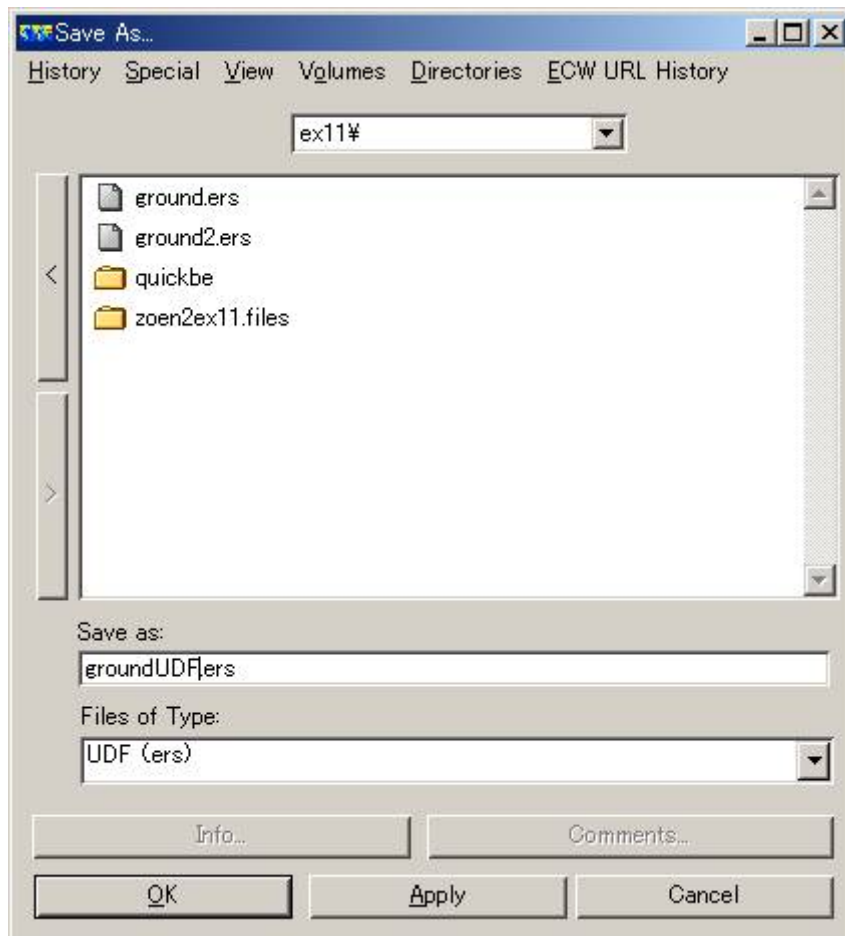 Save As...
History Special View Volumes Directories ECW URL History
ex11¥
ground.ers
ground2.ers
<
quickbe
zoen2ex11.files
>
Save as:
groundUDF.ers
Files of Type:
UDF (ers)
Info... Comments...
OK Apply Cancel